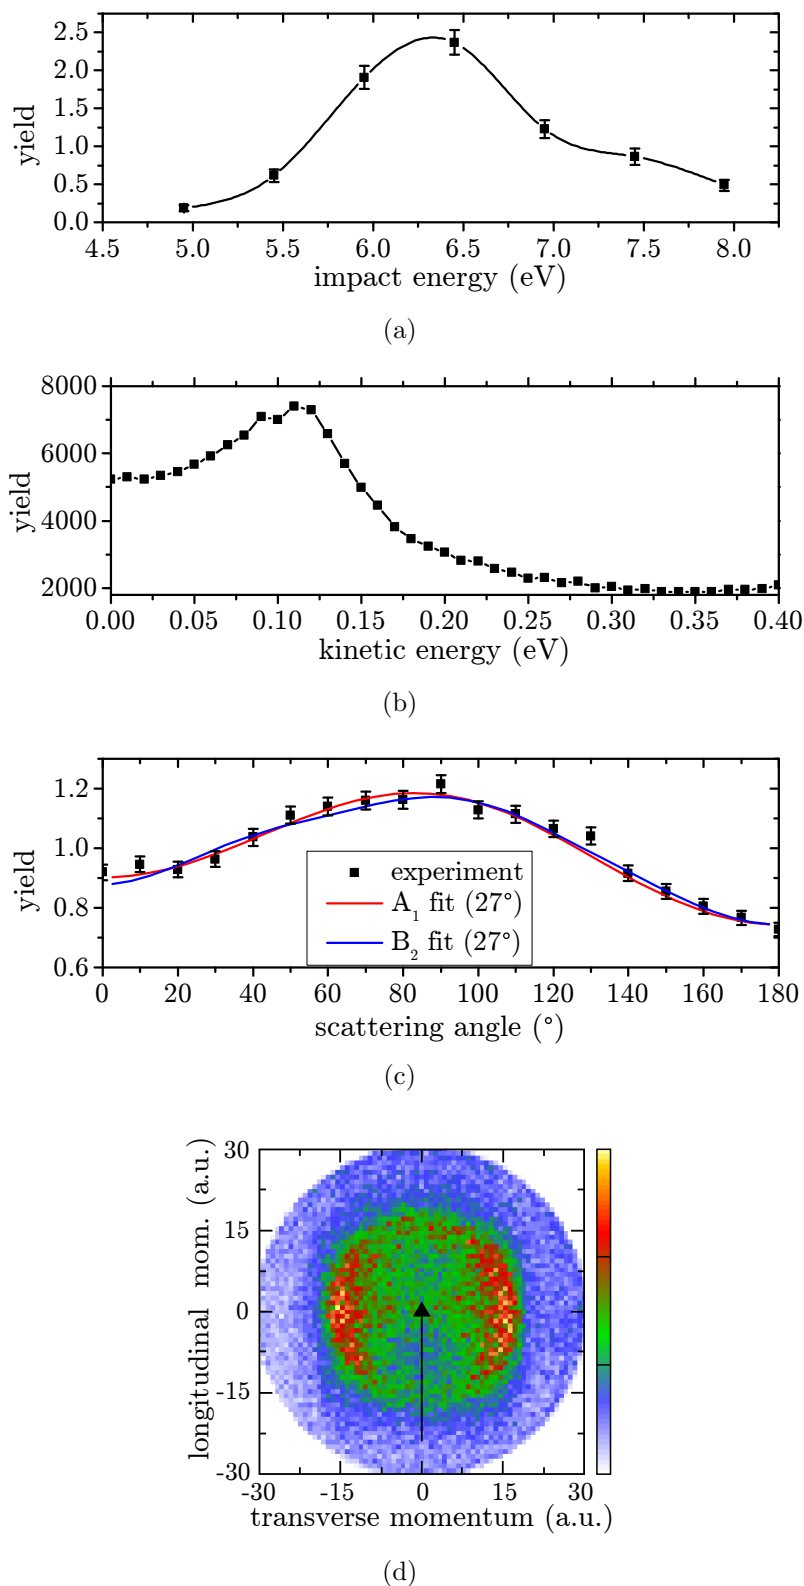 2.5
2.0
1.5
1.0
0.5
0.0
yield
4.5 5.0 5.5 6.0 6.5 7.0 7.5 8.0
impact energy (eV)
(a)
8000
6000
4000
2000
yield
0.00 0.05 0.10 0.15 0.20 0.25 0.30 0.35 0.40
kinetic energy (eV)
(b)
1.2
1.0
0.8
0.6
yield
experiment
A₁ fit (27°)
B₂ fit (27°)
0 20 40 60 80 100 120 140 160 180
scattering angle (°)
(c)
30
15
0
-15
-30
longitudinal mom. (a.u.)
-30 -15 0 15 30
transverse momentum (a.u.)
(d)